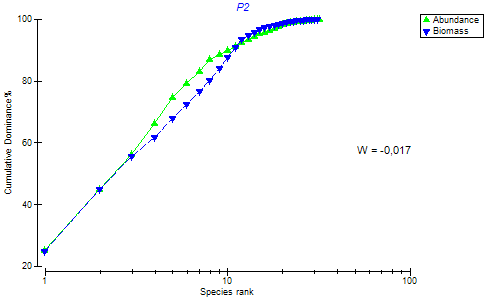 P2
Abundance
Biomass
100
80
60
40
20
Cumulative Dominance%
W = -0,017
1
10
100
Species rank